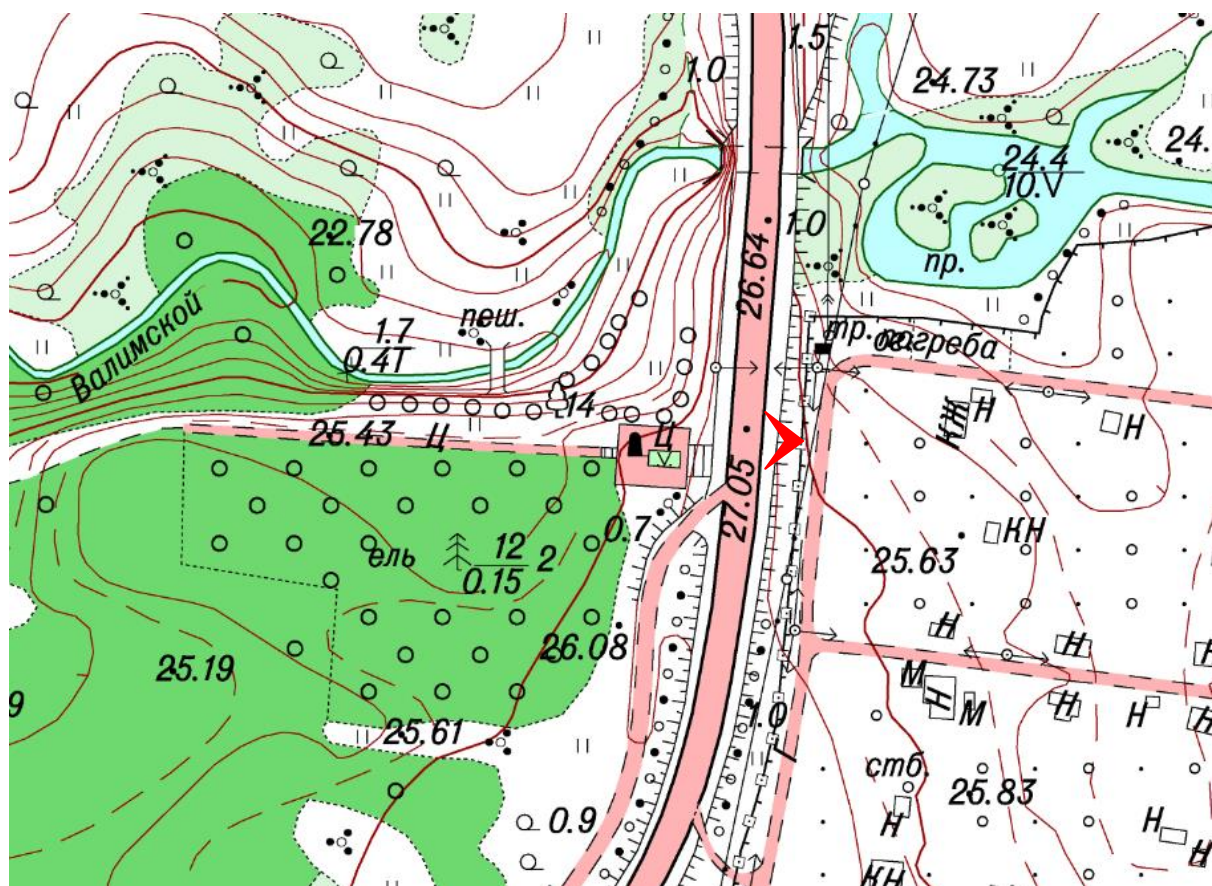 1.5
1.0
24.73
24.
24.4
10.V
22.78
1.0
пр.
26.64
Валимской
пеш.
1.7
0.4Т
тр.
погреба
14
Н
КЖ
Н
25.43
Ц
Ц
27.05
0.7
КН
12
0.15
2
ель
25.63
26.08
Н
Н
Н
25.19
М
Н
М
Н
Н
Н
9
25.61
1.0
Г
стб.
25.83
0.9
Н
Н
Н
КН